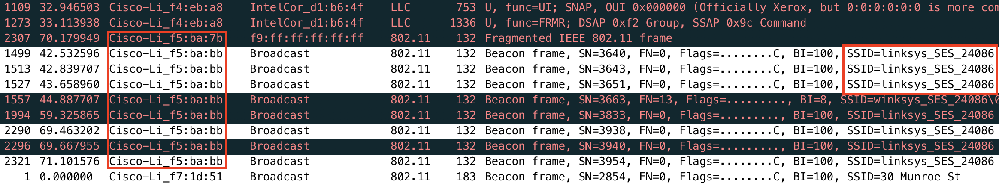 1109 32.946503 Cisco-Li_f4:eb:a8 IntelCor_d1:b6:4f LLC 753 U, func=UI; SNAP, OUI 0x000000 (Officially Xerox, but 0:0:0:0:0:0 is more com
1273 33.113938 Cisco-Li_f4:eb:a8 IntelCor_d1:b6:4f LLC 1336 U, func=FRMR; DSAP 0xf2 Group, SSAP 0x9c Command
2307 70.179949 Cisco-Li_f5:ba:7b f9:ff:ff:ff:ff:ff 802.11 132 Fragmented IEEE 802.11 frame
1499 42.532596 Cisco-Li_f5:ba:bb Broadcast 802.11 132 Beacon frame, SN=3640, FN=0, Flags=........C, BI=100, SSID=linksys_SES_24086
1513 42.839707 Cisco-Li_f5:ba:bb Broadcast 802.11 132 Beacon frame, SN=3643, FN=0, Flags=........C, BI=100, SSID=linksys_SES_24086
1527 43.658960 Cisco-Li_f5:ba:bb Broadcast 802.11 132 Beacon frame, SN=3651, FN=0, Flags=........C, BI=100, SSID=linksys_SES_24086
1557 44.887707 Cisco-Li_f5:ba:bb Broadcast 802.11 132 Beacon frame, SN=3663, FN=13, Flags=........., BI=8, SSID=winksys_SES_24086\0
1994 59.325865 Cisco-Li_f5:ba:bb Broadcast 802.11 132 Beacon frame, SN=3833, FN=0, Flags=........., BI=100, SSID=linksys_SES_24086
2290 69.463202 Cisco-Li_f5:ba:bb Broadcast 802.11 132 Beacon frame, SN=3938, FN=0, Flags=........C, BI=100, SSID=linksys_SES_24086
2296 69.667955 Cisco-Li_f5:ba:bb Broadcast 802.11 132 Beacon frame, SN=3940, FN=0, Flags=........., BI=100, SSID=linksys_SES_24086
2321 71.101576 Cisco-Li_f5:ba:bb Broadcast 802.11 132 Beacon frame, SN=3954, FN=0, Flags=........C, BI=100, SSID=linksys_SES_24086
1 0.000000 Cisco-Li_f7:1d:51 Broadcast 802.11 183 Beacon frame, SN=2854, FN=0, Flags=........C, BI=100, SSID=30 Munroe St